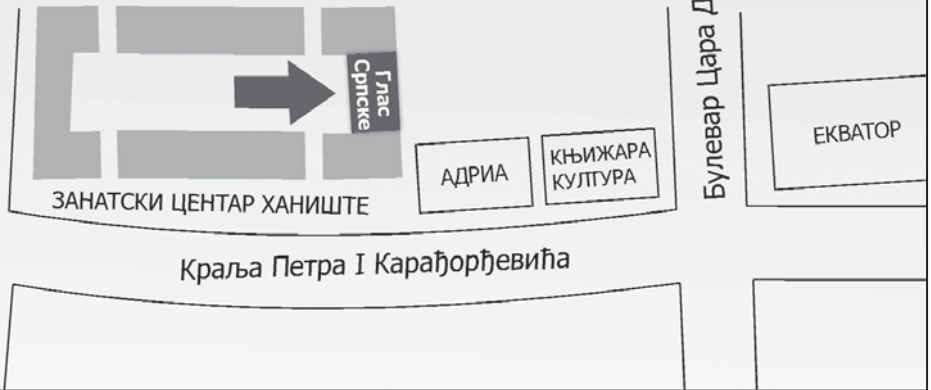 Глас
Српске
ЗАНАТСКИ ЦЕНТАР ХАНИШТЕ
АДРИА
КЊИЖАРА
КУЛТУРА
Булевар Цара
ЕКВАТОР
Краља Петра I Карађорђевића